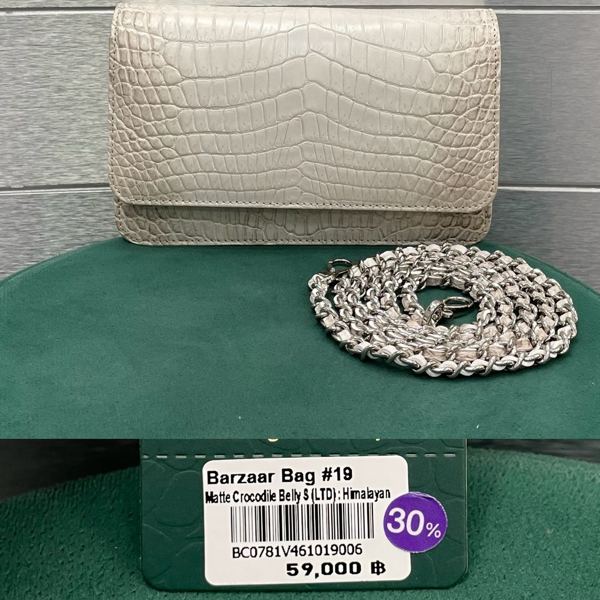 Barzaar Bag #19
Matte Crocodile Belly S (LTD) : Himalayan
30%
BC0781V461019006
59,000 ฿